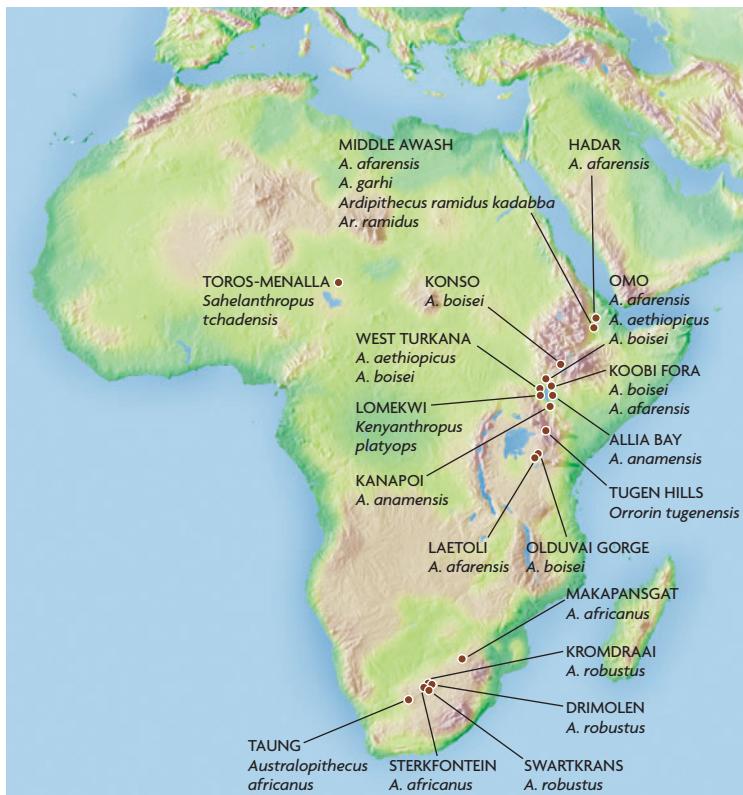 MIDDLE AWASH
A. afarensis
A. garhi
Ardipithecus ramidus kadabba
Ar. ramidus
HADAR
A. afarensis
TOROS-MENALLA
Sahelanthropus
tchadensis
KONSO
A. boisei
OMO
A. afarensis
A. aethiopicus
A. boisei
WEST TURKANA
A. aethiopicus
A. boisei
KOOBI FORA
A. boisei
A. afarensis
LOMEKWI
Kenyanthropus
platyops
ALLIA BAY
A. anamensis
KANAPOI
A. anamensis
TUGEN HILLS
Orrorin tugenensis
LAETOLI
A. afarensis
OLDUVAI GORGE
A. boisei
MAKAPANSGAT
A. africanus
KROMDRAAI
A. robustus
DRIMOLEN
A. robustus
TAUNG
Australopithecus
africanus
STERKFONTEIN
A. africanus
SWARTKRANS
A. robustus